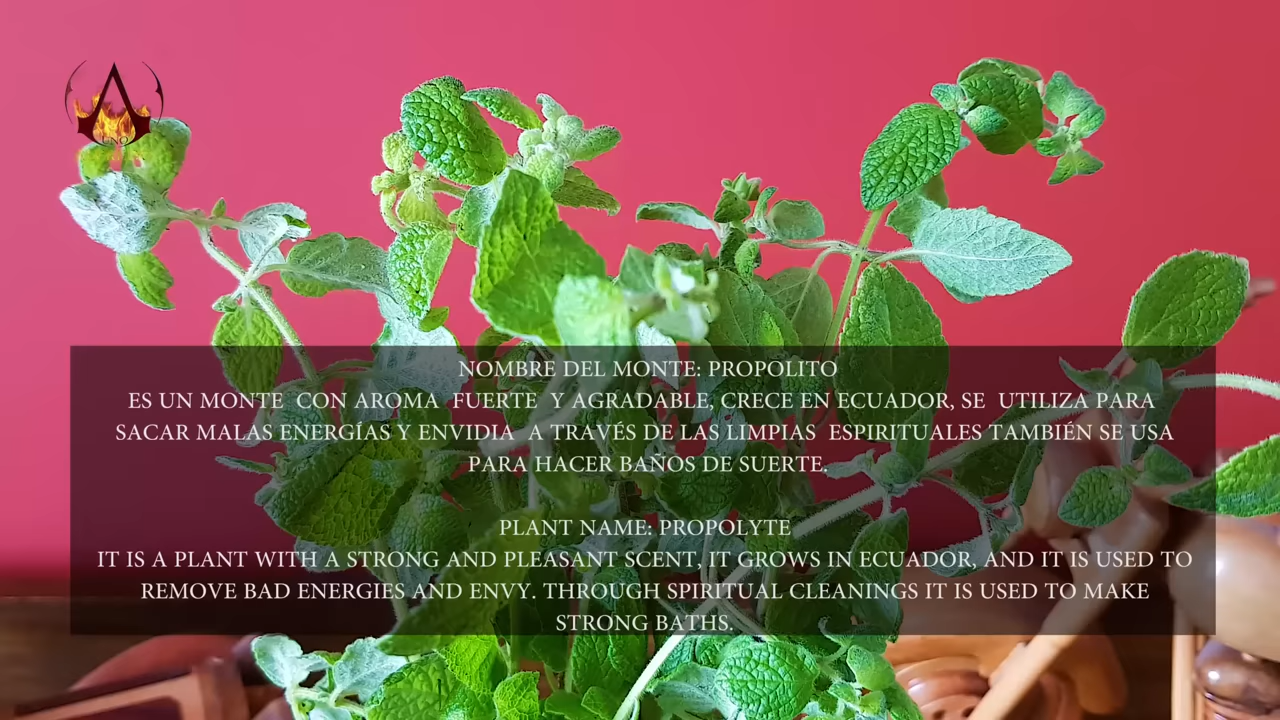 UNO
NOMBRE DEL MONTE: PROPOLITO
ES UN MONTE CON AROMA FUERTE Y AGRADABLE, CRECE EN ECUADOR, SE UTILIZA PARA
SACAR MALAS ENERGÍAS Y ENVIDIA A TRAVÉS DE LAS LIMPIAS ESPIRITUALES TAMBIÉN SE USA
PARA HACER BAÑOS DE SUERTE.
PLANT NAME: PROPOLYTE
IT IS A PLANT WITH A STRONG AND PLEASANT SCENT, IT GROWS IN ECUADOR, AND IT IS USED TO
REMOVE BAD ENERGIES AND ENVY. THROUGH SPIRITUAL CLEANINGS IT IS USED TO MAKE
STRONG BATHS.